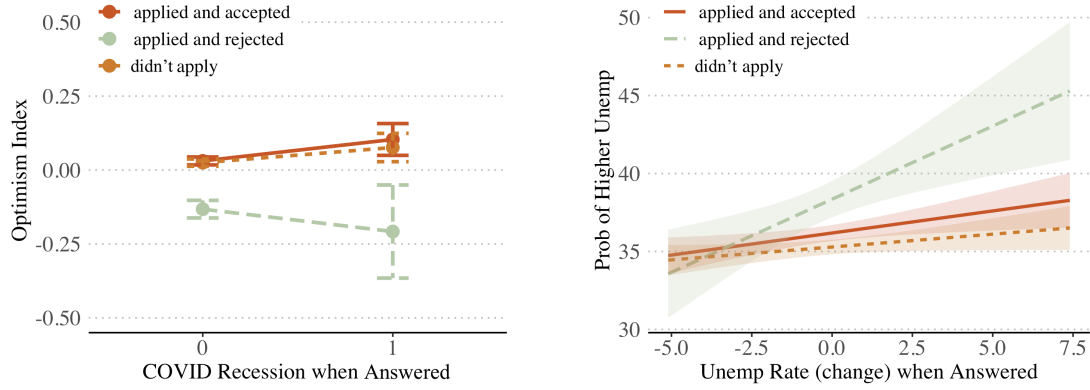 applied and accepted
applied and rejected
didn't apply
0.50
0.25
0.00
-0.25
-0.50
Optimism Index
0
1
COVID Recession when Answered
applied and accepted
applied and rejected
didn't apply
50
45
40
35
30
Prob of Higher Unemp
-5.0
-2.5
0.0
2.5
5.0
7.5
Unemp Rate (change) when Answered